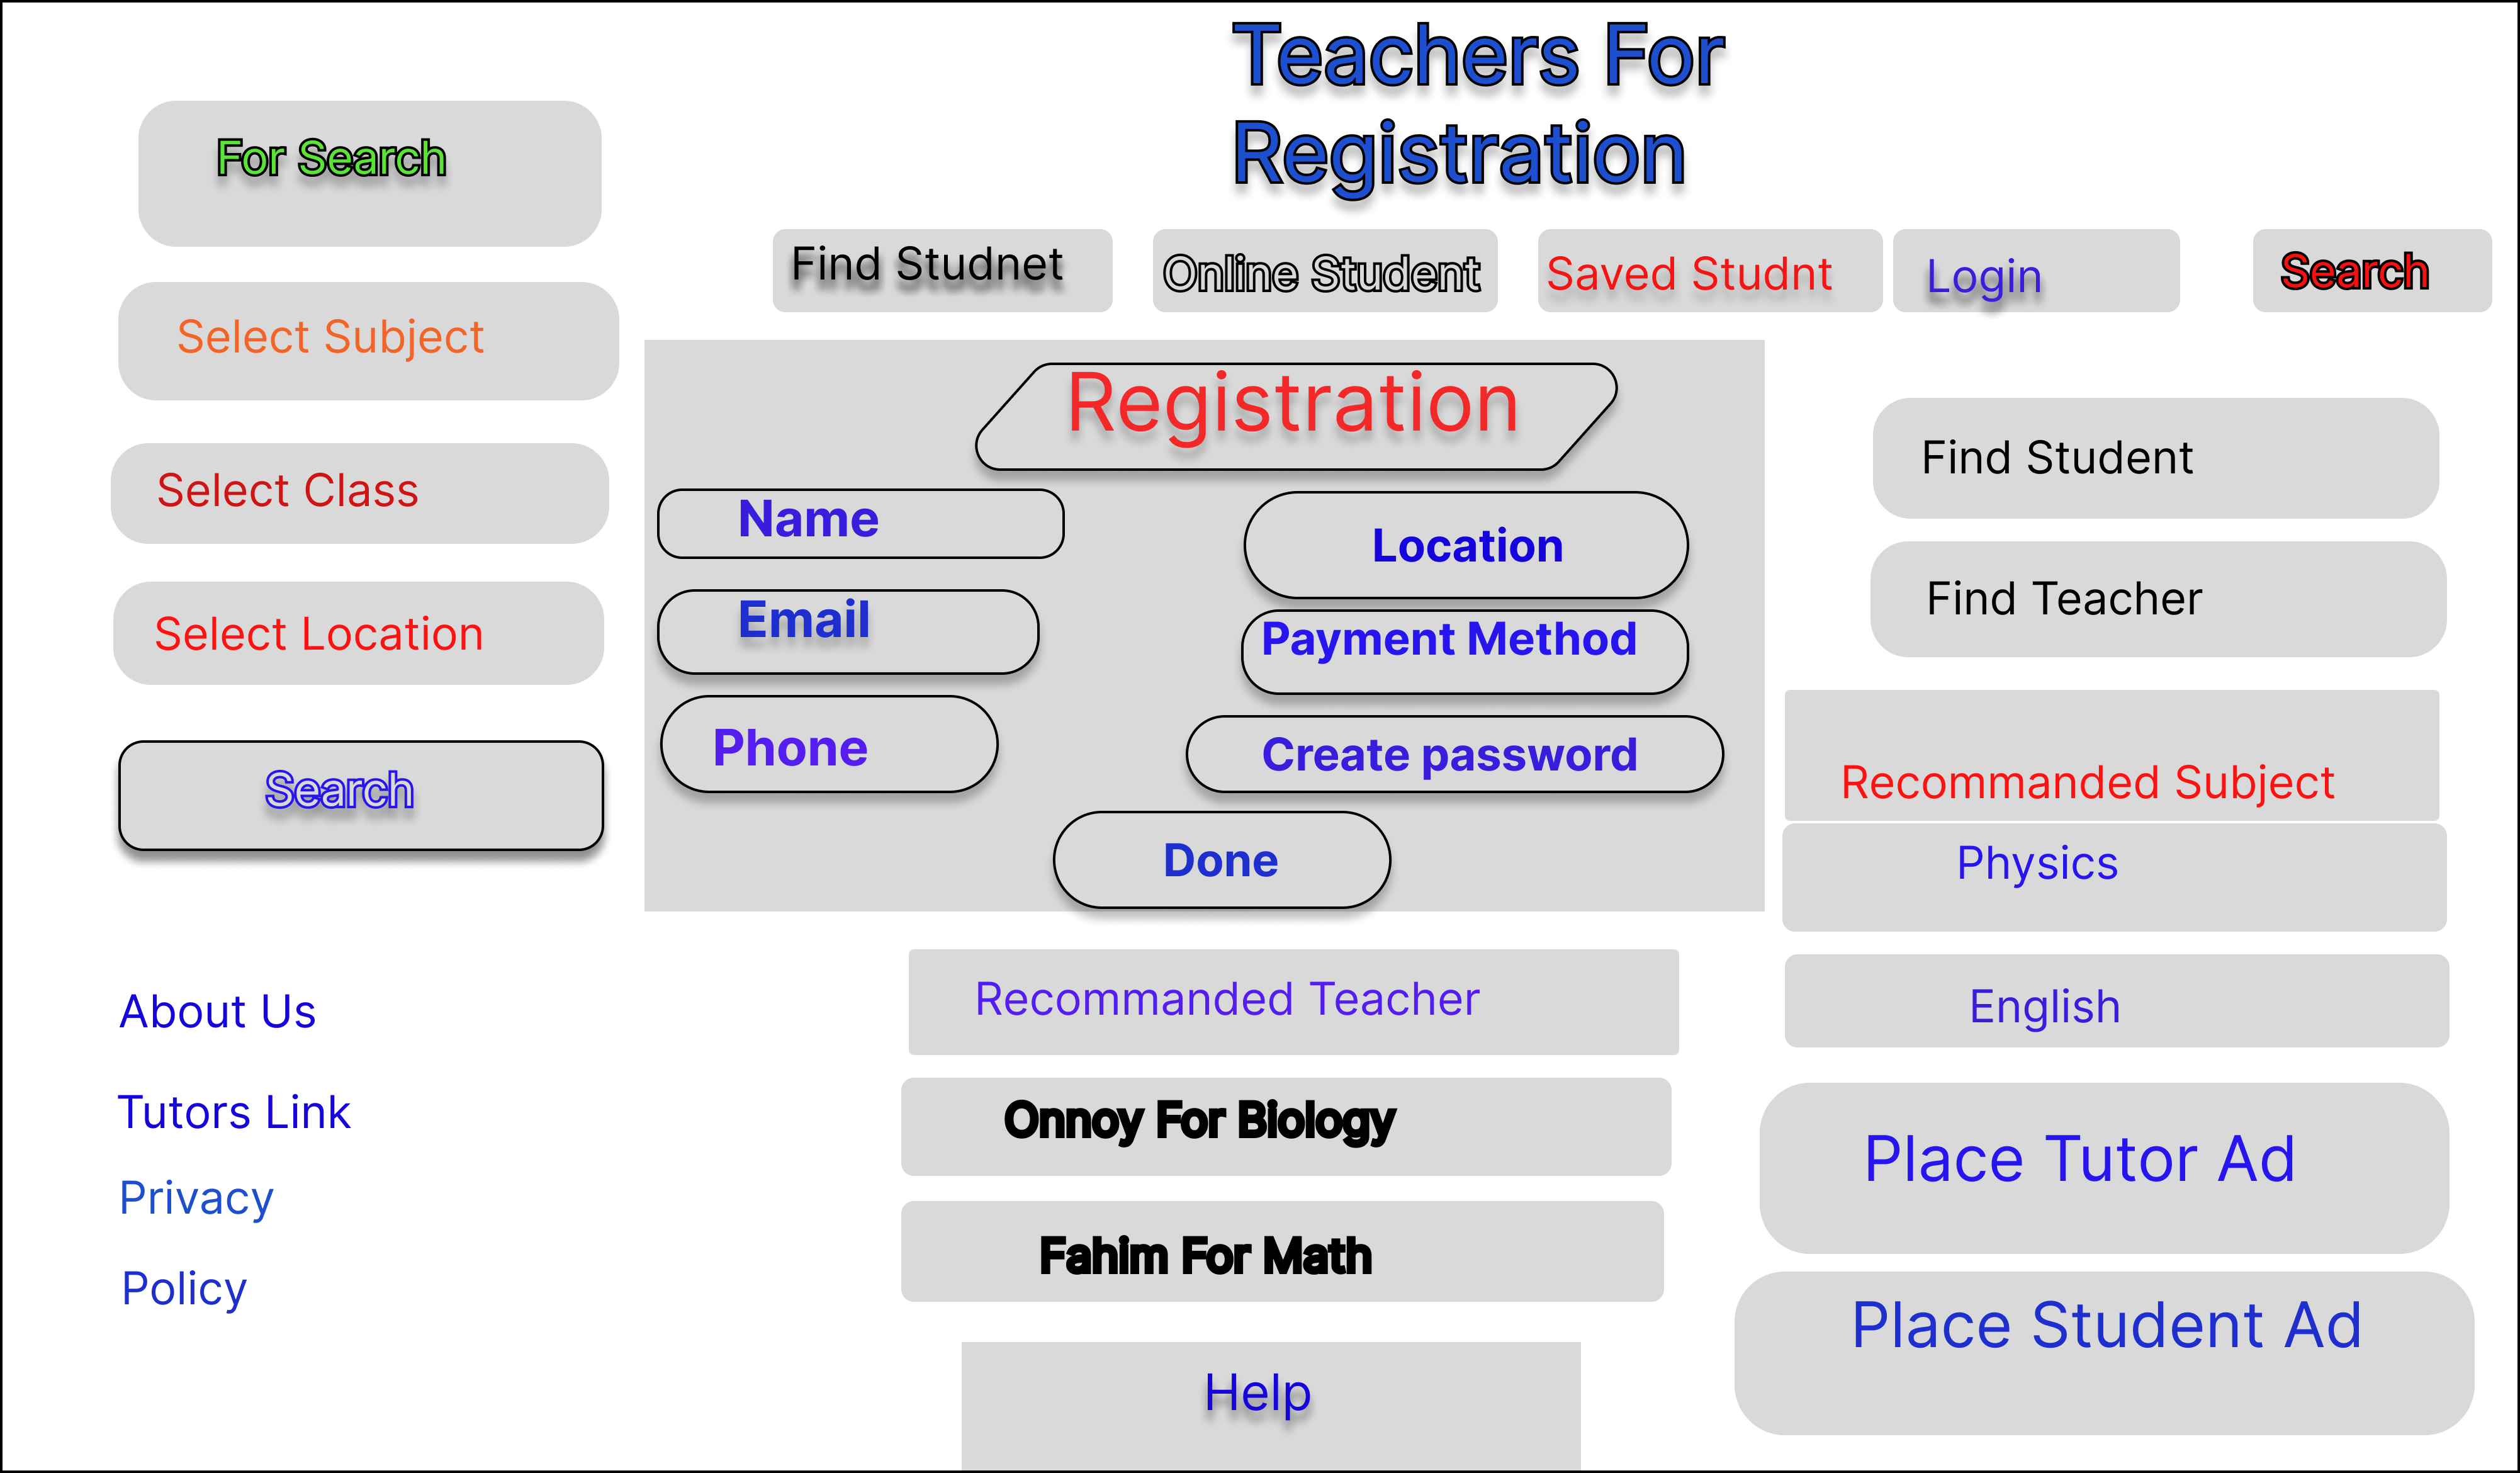 Teachers For
Registration
For Search
Find Studnet
Online Student
Saved Studnt
Login
Search
Select Subject
Select Class
Select Location
Search
Registration
Name
Location
Email
Payment Method
Phone
Create password
Done
Find Student
Find Teacher
Recommanded Subject
Physics
English
Recommanded Teacher
Onnoy For Biology
Fahim For Math
Help
Place Tutor Ad
Place Student Ad
About Us
Tutors Link
Privacy
Policy